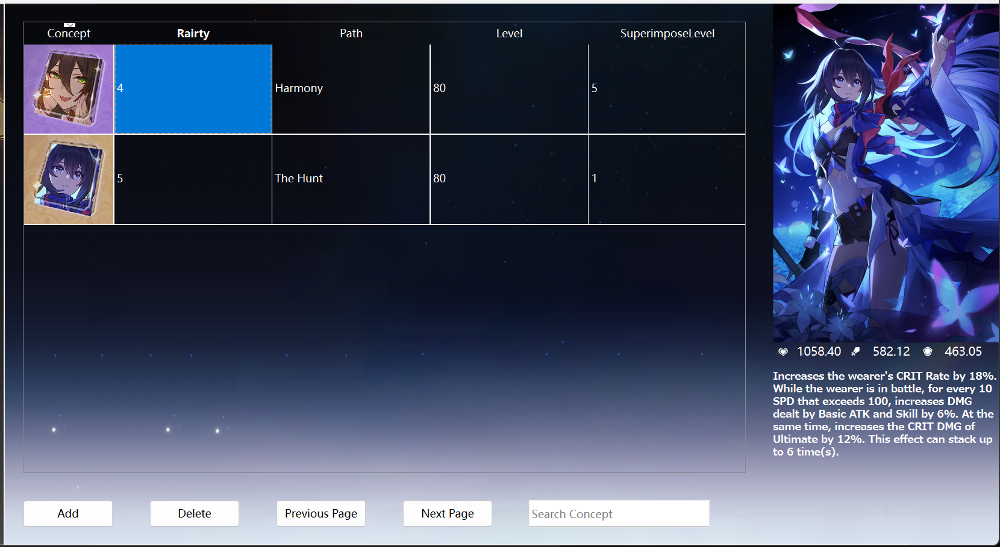 Concept Rairty Path Level SuperimposeLevel
4 Harmony 80 5
5 The Hunt 80 1
1058.40 582.12 463.05
Increases the wearer's CRIT Rate by 18%.
While the wearer is in battle, for every 10
SPD that exceeds 100, increases DMG
dealt by Basic ATK and Skill by 6%. At the
same time, increases the CRIT DMG of
Ultimate by 12%. This effect can stack up
to 6 time(s).
Add Delete Previous Page Next Page Search Concept